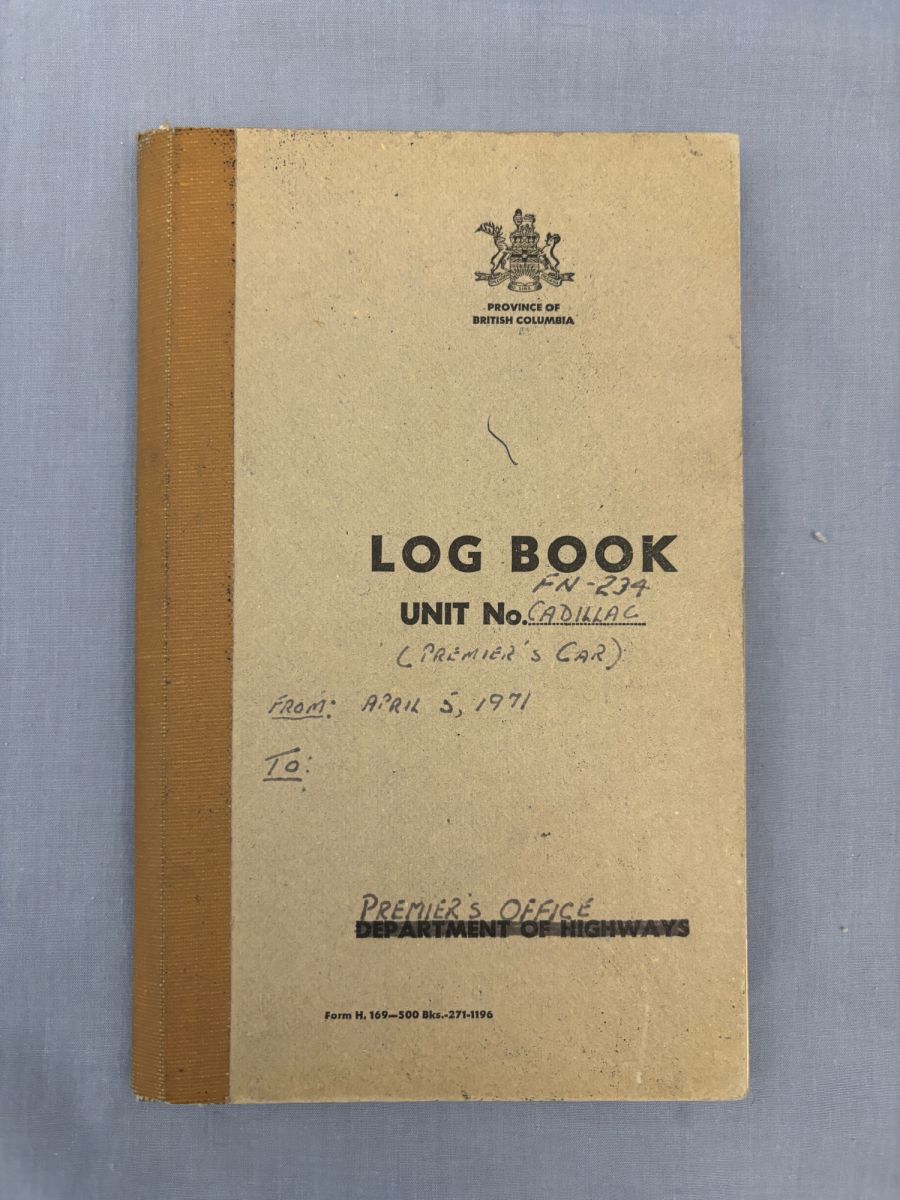 PROVINCE OF
BRITISH COLUMBIA
LOG BOOK
FN-234
UNIT No. CADILLAC
(PREMIER'S CAR)
FROM: APRIL 5, 1971
TO:
PREMIER'S OFFICE
DEPARTMENT OF HIGHWAYS
Form H. 169—500 Bks.-271-1196